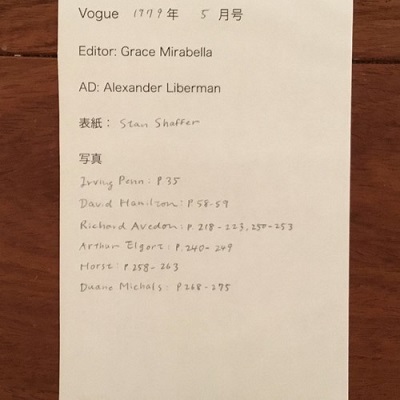 Vogue 1979年 5月号
Editor: Grace Mirabella
AD: Alexander Liberman
表紙： Stan Shaffer
写真
Irving Penn: P.35
David Hamilton: P.58-59
Richard Avedon: P.218-223, 250-253
Arthur Elgort: P.240-249
Horst: P.258-263
Duane Michals: P.268-275